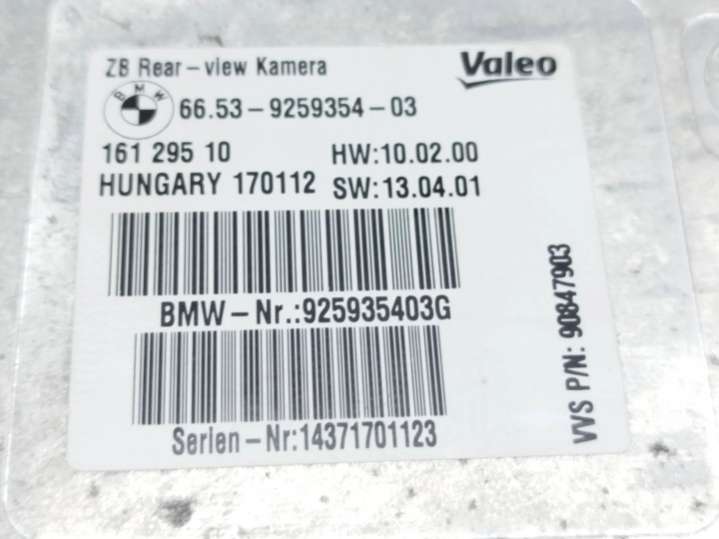 ZB Rear-view Kamera
Valeo
BMW
66.53-9259354-03
161 295 10 HW:10.02.00
HUNGARY 170112 SW:13.04.01
BMW-Nr.:925935403G
Serien-Nr:14371701123
VVS P/N: 90847903